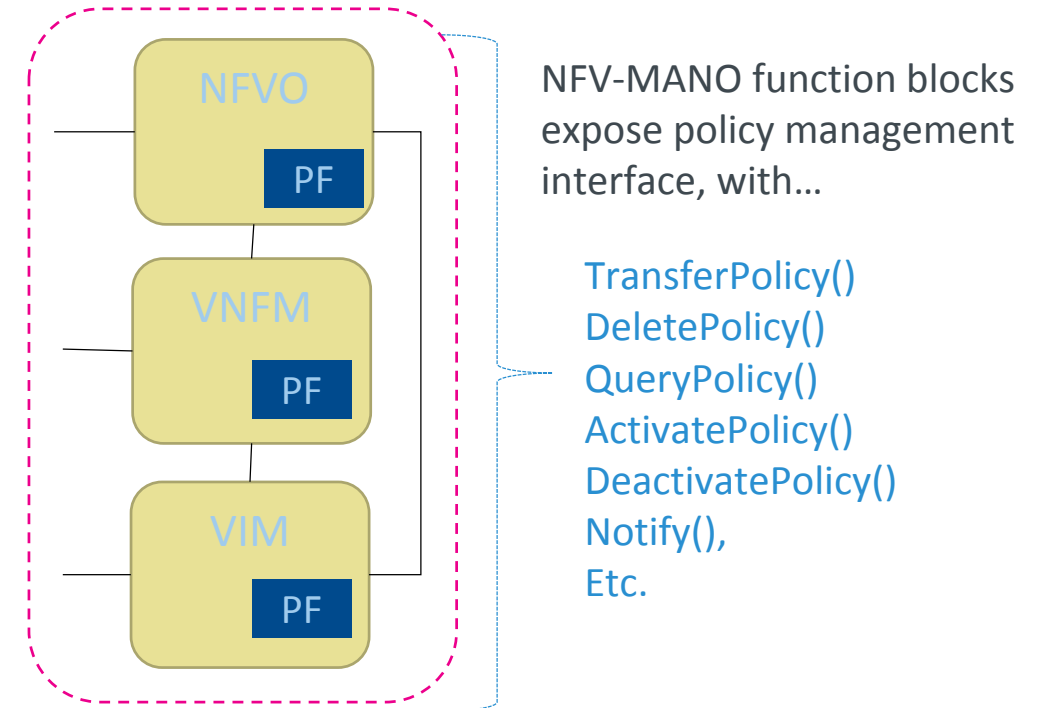 NFVO
PF
VNFM
PF
VIM
PF
NFV-MANO function blocks
expose policy management
interface, with…
TransferPolicy()
DeletePolicy()
QueryPolicy()
ActivatePolicy()
DeactivatePolicy()
Notify(),
Etc.